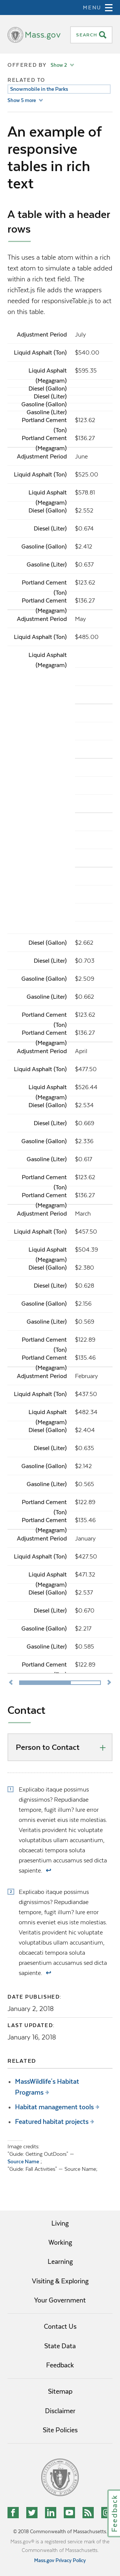 MENU
Mass.gov
SEARCH
OFFERED BY Show 2
RELATED TO
Snowmobile in the Parks
Show 5 more
An example of
responsive
tables in rich
text
A table with a header
rows
This uses a table atom within a rich
text atom to simulate a table added
within a rich text field. The
richText.js file adds the wrappers
needed for responsiveTable.js to act
on this table.
Adjustment Period July
Liquid Asphalt (Ton) $540.00
Liquid Asphalt $595.35
(Megagram)
Diesel (Gallon)
Diesel (Liter)
Gasoline (Gallon)
Gasoline (Liter)
Portland Cement $123.62
(Ton)
Portland Cement $136.27
(Megagram)
Adjustment Period June
Liquid Asphalt (Ton) $525.00
Liquid Asphalt $578.81
(Megagram)
Diesel (Gallon) $2.552
Diesel (Liter) $0.674
Gasoline (Gallon) $2.412
Gasoline (Liter) $0.637
Portland Cement $123.62
(Ton)
Portland Cement $136.27
(Megagram)
Adjustment Period May
Liquid Asphalt (Ton) $485.00
Liquid Asphalt
(Megagram)
Diesel (Gallon) $2.662
Diesel (Liter) $0.703
Gasoline (Gallon) $2.509
Gasoline (Liter) $0.662
Portland Cement $123.62
(Ton)
Portland Cement $136.27
(Megagram)
Adjustment Period April
Liquid Asphalt (Ton) $477.50
Liquid Asphalt $526.44
(Megagram)
Diesel (Gallon) $2.534
Diesel (Liter) $0.669
Gasoline (Gallon) $2.336
Gasoline (Liter) $0.617
Portland Cement $123.62
(Ton)
Portland Cement $136.27
(Megagram)
Adjustment Period March
Liquid Asphalt (Ton) $457.50
Liquid Asphalt $504.39
(Megagram)
Diesel (Gallon) $2.380
Diesel (Liter) $0.628
Gasoline (Gallon) $2.156
Gasoline (Liter) $0.569
Portland Cement $122.89
(Ton)
Portland Cement $135.46
(Megagram)
Adjustment Period February
Liquid Asphalt (Ton) $437.50
Liquid Asphalt $482.34
(Megagram)
Diesel (Gallon) $2.404
Diesel (Liter) $0.635
Gasoline (Gallon) $2.142
Gasoline (Liter) $0.565
Portland Cement $122.89
(Ton)
Portland Cement $135.46
(Megagram)
Adjustment Period January
Liquid Asphalt (Ton) $427.50
Liquid Asphalt $471.32
(Megagram)
Diesel (Gallon) $2.537
Diesel (Liter) $0.670
Gasoline (Gallon) $2.217
Gasoline (Liter) $0.585
Portland Cement $122.89
Contact
Person to Contact +
1 Explicabo itaque possimus
dignissimos? Repudiandae
tempore, fugit illum? Iure error
omnis eveniet eius iste molestias.
Veritatis provident hic voluptate
voluptatibus ullam accusantium,
obcaecati tempora soluta
praesentium accusamus sed dicta
sapiente. ↩
2 Explicabo itaque possimus
dignissimos? Repudiandae
tempore, fugit illum? Iure error
omnis eveniet eius iste molestias.
Veritatis provident hic voluptate
voluptatibus ullam accusantium,
obcaecati tempora soluta
praesentium accusamus sed dicta
sapiente. ↩
DATE PUBLISHED:
January 2, 2018
LAST UPDATED:
January 16, 2018
RELATED
MassWildlife's Habitat
Programs
Habitat management tools
Featured habitat projects
Image credits
"Guide: Getting OutDoors" —
Source Name ,
"Guide: Fall Activities" — Source Name,
Living
Working
Learning
Visiting & Exploring
Your Government
Contact Us
State Data
Feedback
Sitemap
Disclaimer
Site Policies
Feedback
© 2018 Commonwealth of Massachusetts.
Mass.gov® is a registered service mark of the
Commonwealth of Massachusetts.
Mass.gov Privacy Policy